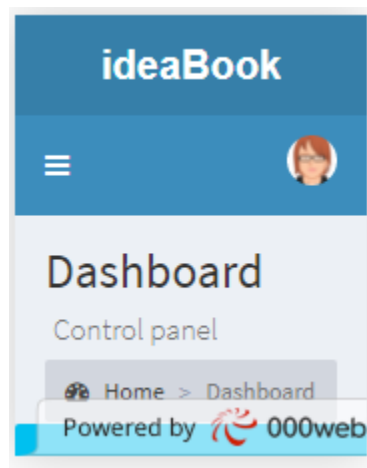 ideaBook
Dashboard
Control panel
Home > Dashboard
Powered by 000web